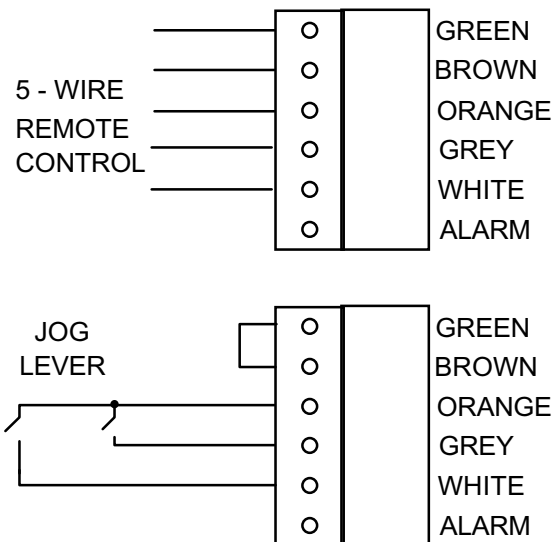 5 - WIRE
REMOTE
CONTROL
GREEN
BROWN
ORANGE
GREY
WHITE
ALARM
JOG
LEVER
GREEN
BROWN
ORANGE
GREY
WHITE
ALARM